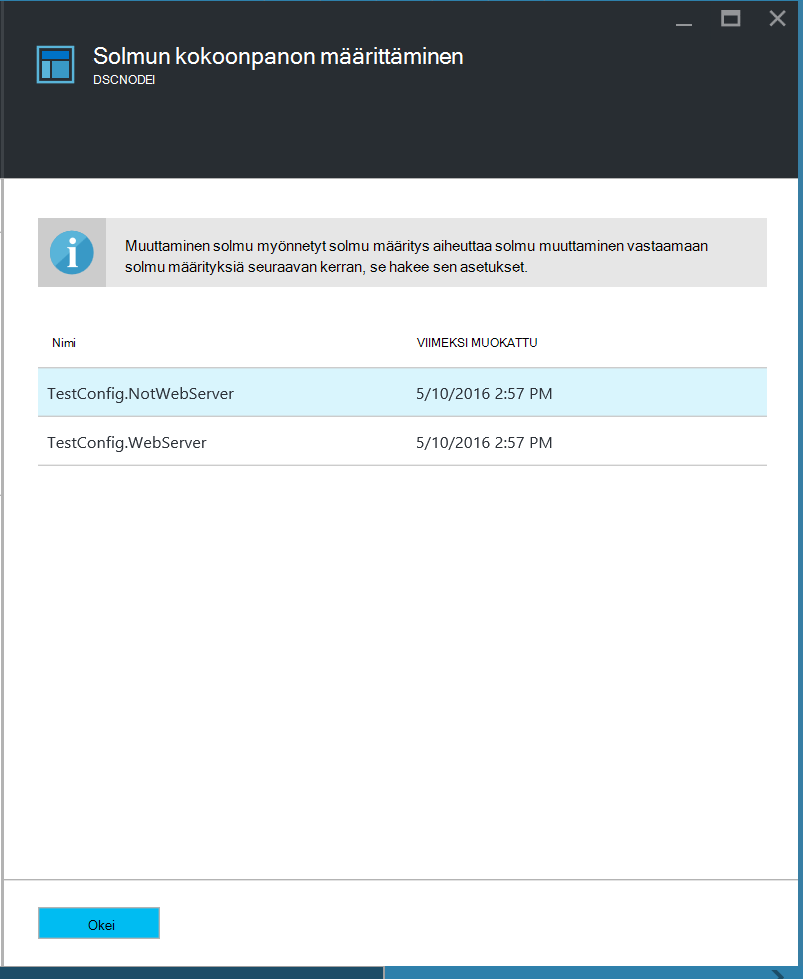 Solmun kokoonpanon määrittäminen
DSCNODEI
Muuttaminen solmu myönnetyt solmu määritys aiheuttaa solmu muuttaminen vastaamaan
solmu määrityksiä seuraavan kerran, se hakee sen asetukset.
Nimi VIIMEKSI MUOKATTU
TestConfig.NotWebServer 5/10/2016 2:57 PM
TestConfig.WebServer 5/10/2016 2:57 PM
Okei